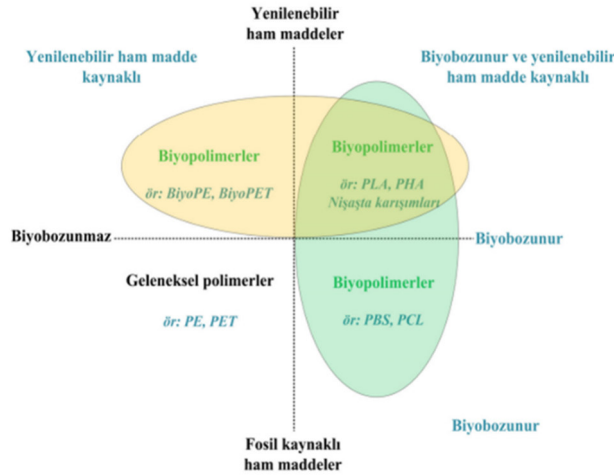 Yenilenebilir
ham maddeler
Yenilenebilir ham madde
kaynaklı
Biyobozunur ve yenilenebilir
ham madde kaynaklı
Biyopolimerler
ör: BiyoPE, BiyoPET
Biyopolimerler
ör: PLA, PHA
Nişasta karışımları
Biyobozunmaz
Biyobozunur
Geleneksel polimerler
ör: PE, PET
Biyopolimerler
ör: PBS, PCL
Biyobozunur
Fosil kaynaklı
ham maddeler